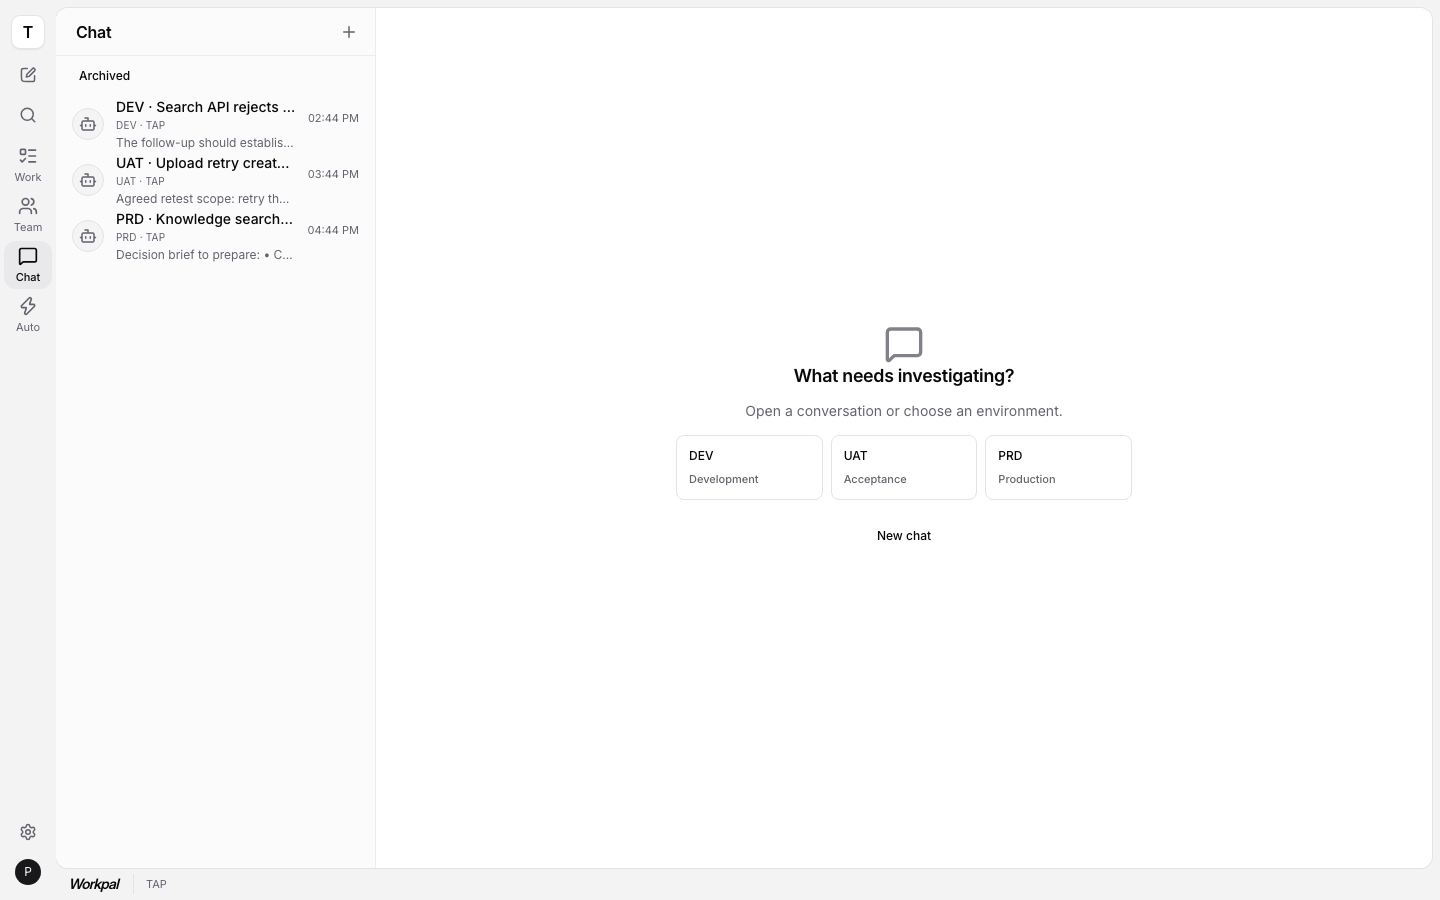 T
Chat
Archived
DEV · Search API rejects ...
DEV · TAP
02:44 PM
The follow-up should establis...
UAT · Upload retry creat...
UAT · TAP
03:44 PM
Agreed retest scope: retry th...
PRD · Knowledge search...
PRD · TAP
04:44 PM
Decision brief to prepare: • C...
Work
Team
Chat
Auto
What needs investigating?
Open a conversation or choose an environment.
DEV
Development
UAT
Acceptance
PRD
Production
New chat
P
Workpal
TAP